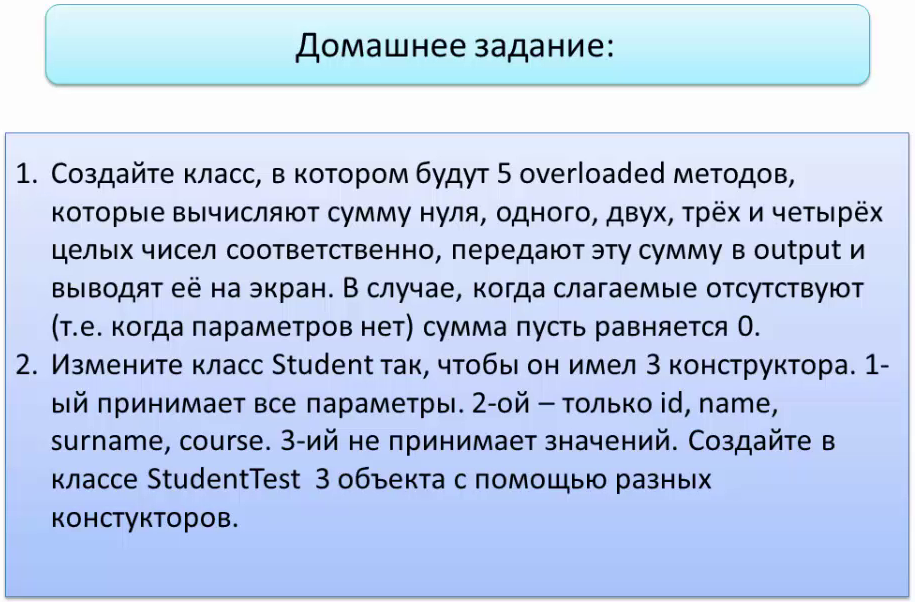 Домашнее задание:
1. Создайте класс, в котором будут 5 overloaded методов,
которые вычисляют сумму нуля, одного, двух, трёх и четырёх
целых чисел соответственно, передают эту сумму в output и
выводят её на экран. В случае, когда слагаемые отсутствуют
(т.е. когда параметров нет) сумма пусть равняется 0.
2. Измените класс Student так, чтобы он имел 3 конструктора. 1-
ый принимает все параметры. 2-ой – только id, name,
surname, course. 3-ий не принимает значений. Создайте в
классе StudentTest 3 объекта с помощью разных
констукторов.